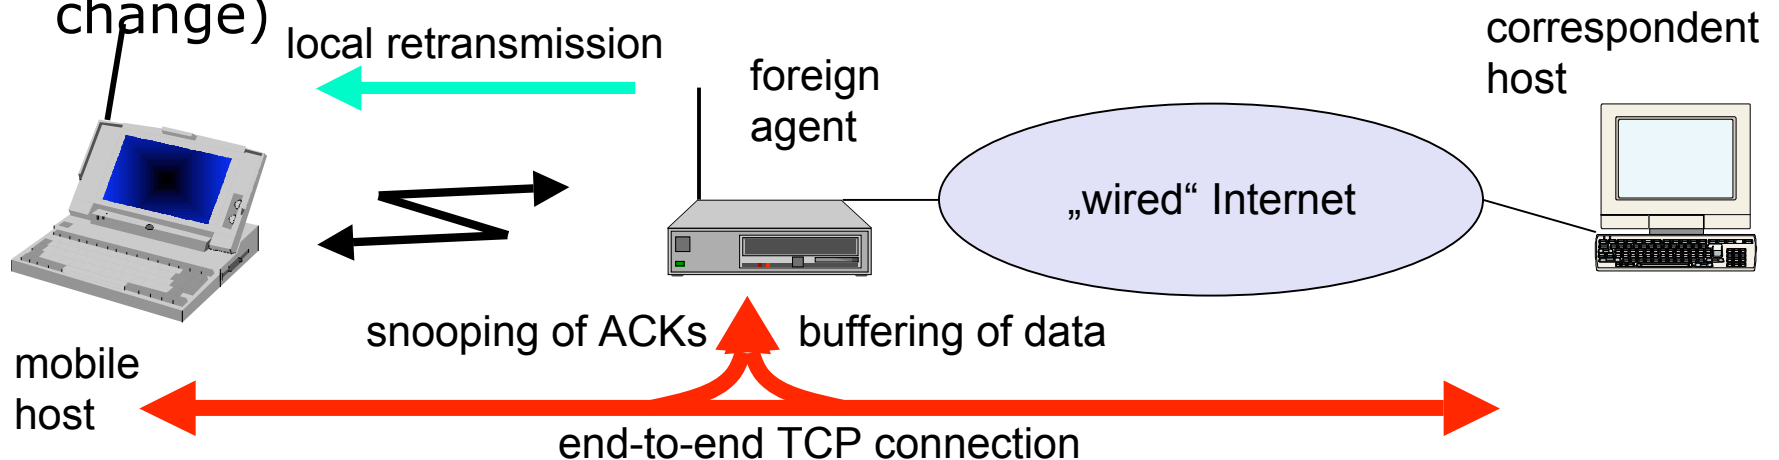 change)
local retransmission
correspondent
host
foreign
agent
„wired“ Internet
snooping of ACKs
buffering of data
mobile
host
end-to-end TCP connection